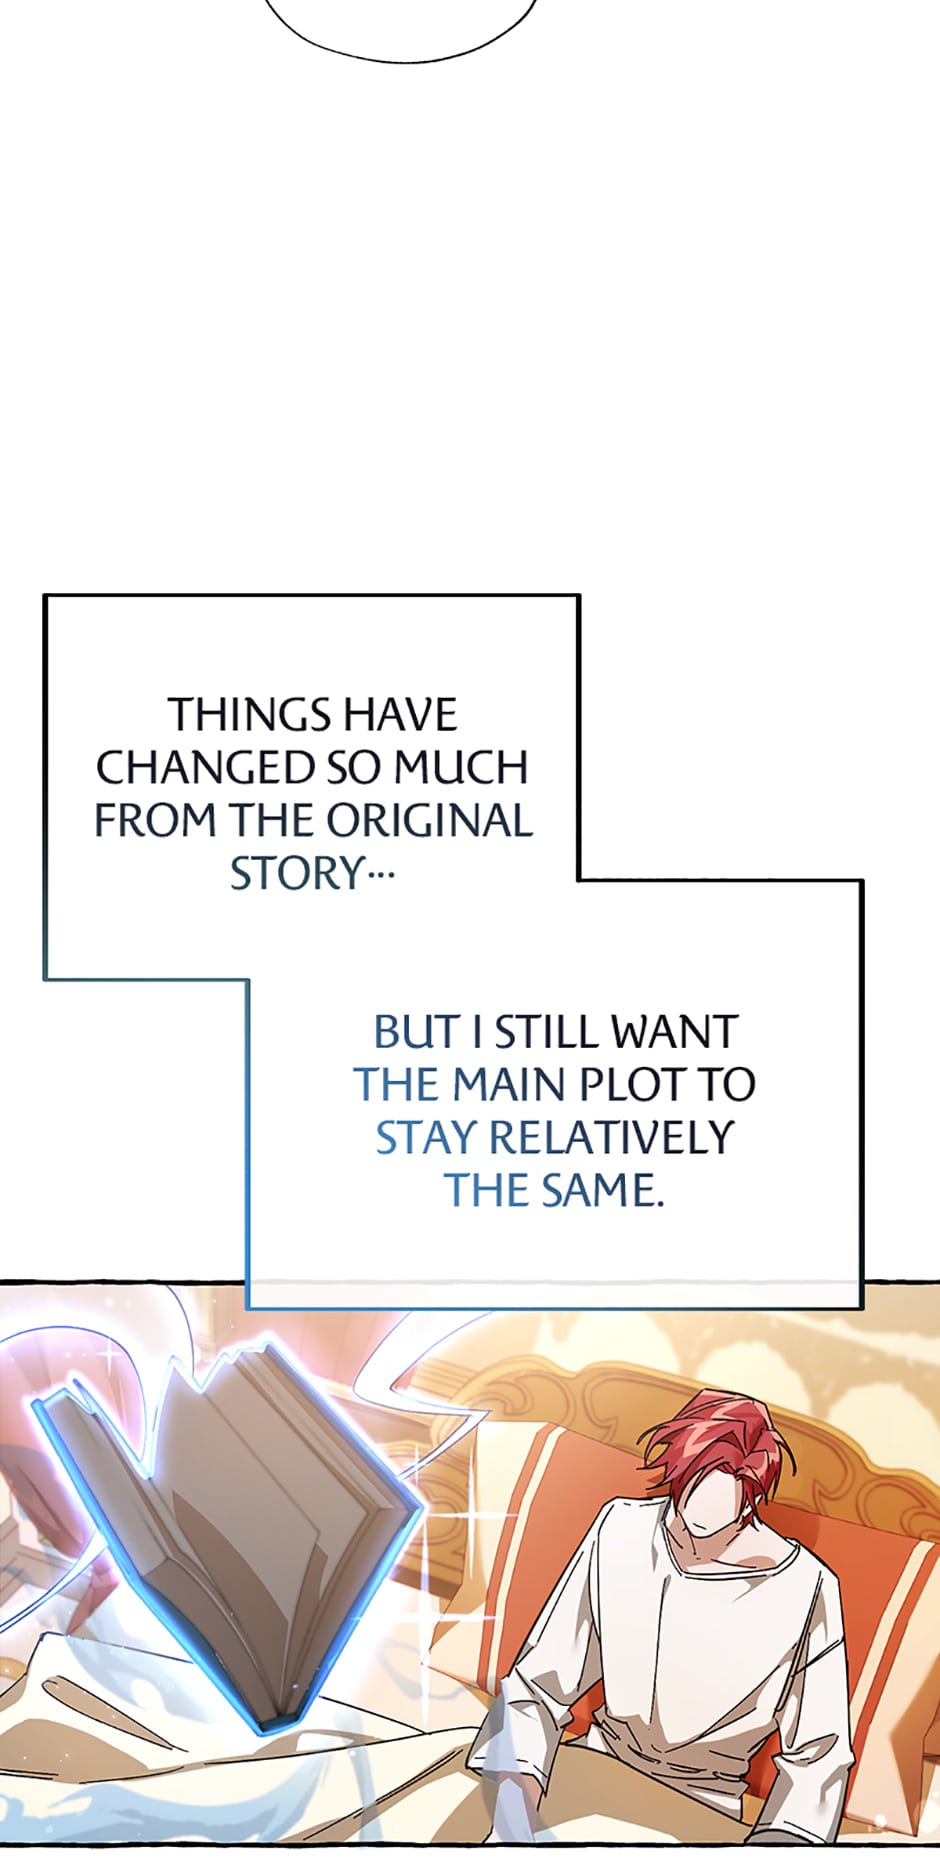 THINGS HAVE
CHANGED SO MUCH
FROM THE ORIGINAL
STORY...
BUT I STILL WANT
THE MAIN PLOT TO
STAY RELATIVELY
THE SAME.